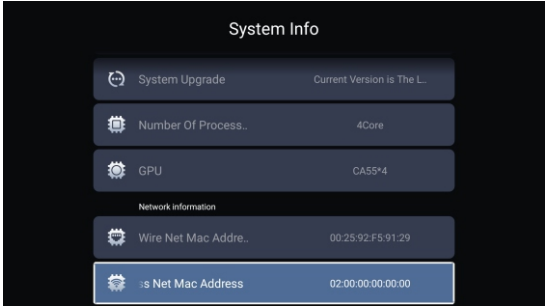 System Info
System Upgrade Current Version is The L..
Number Of Process.. 4Core
GPU CA55*4
Network information
Wire Net Mac Addre.. 00:25:92:F5:91:29
s Net Mac Address 02:00:00:00:00:00